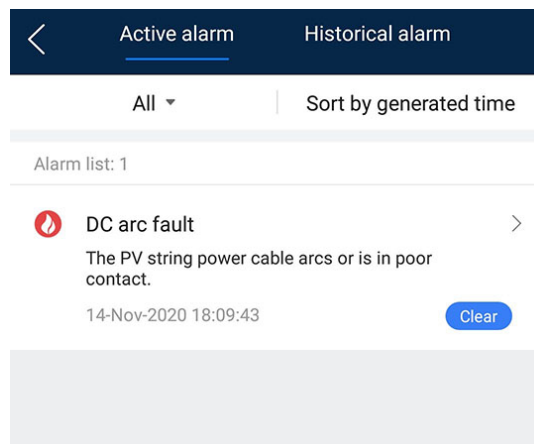 Active alarm Historical alarm
All Sort by generated time
Alarm list: 1
DC arc fault
The PV string power cable arcs or is in poor
contact.
14-Nov-2020 18:09:43 Clear